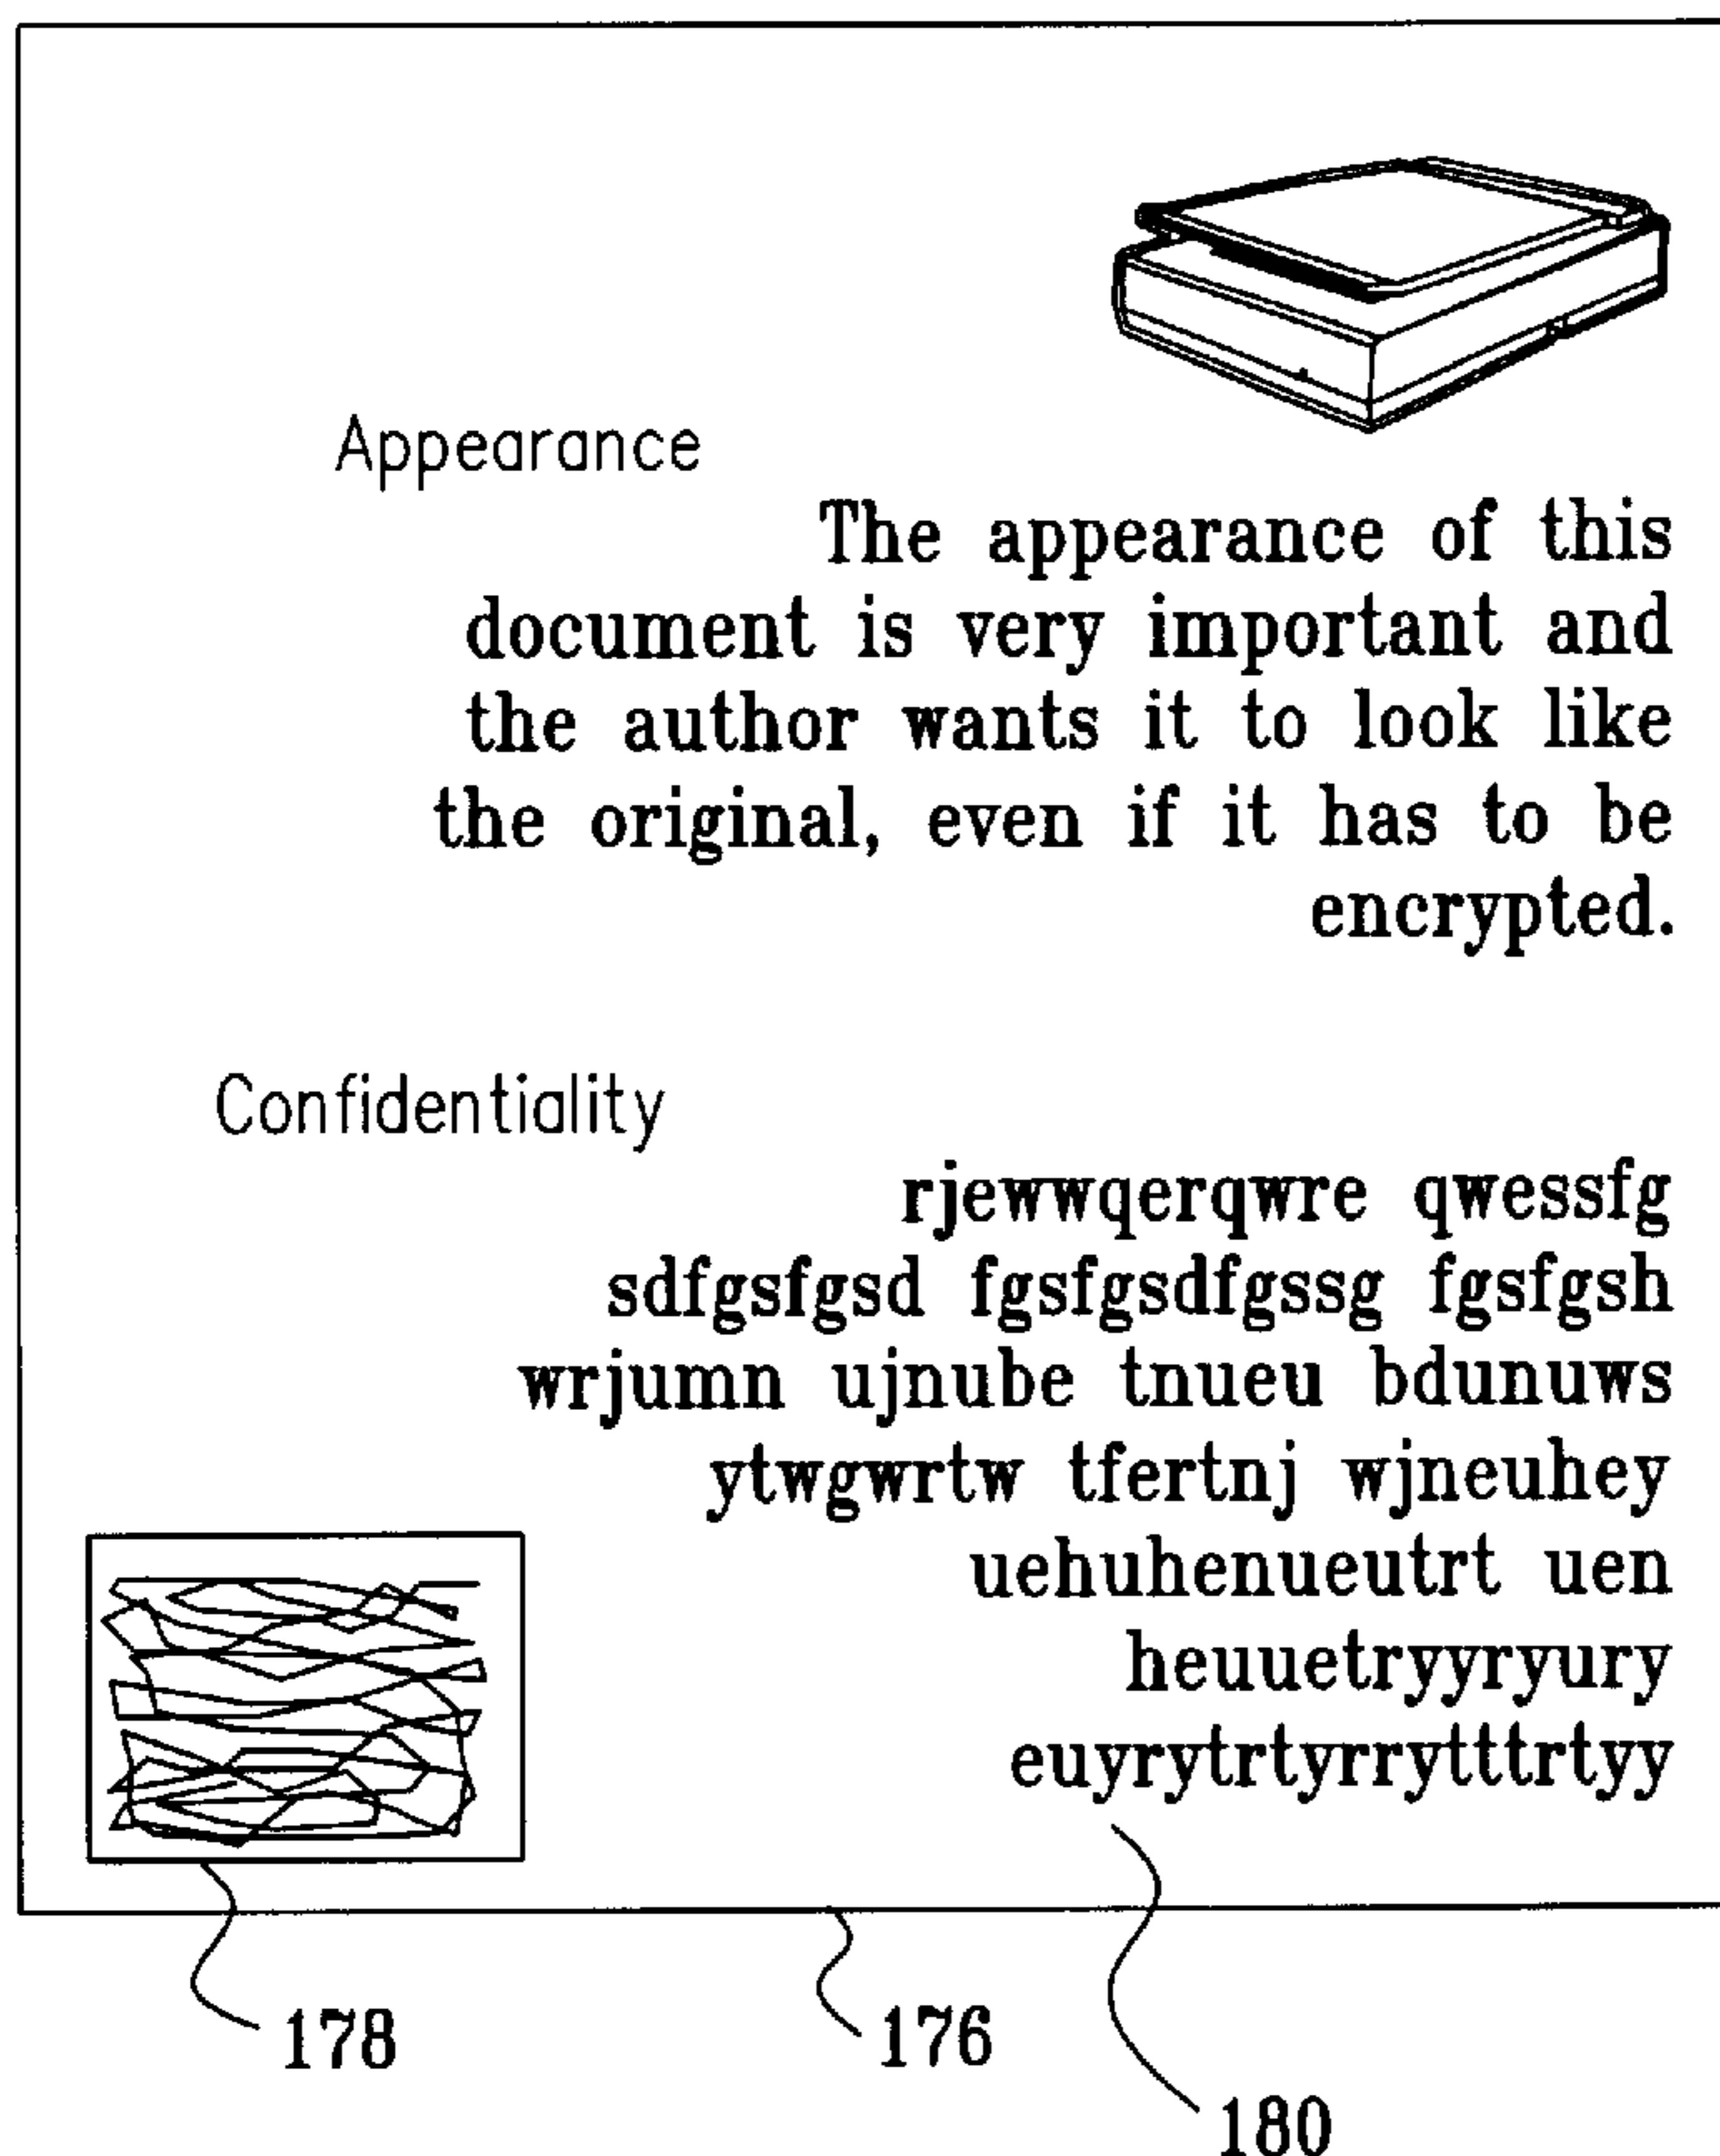 Appearance
The appearance of this
document is very important and
the author wants it to look like
the original, even if it has to be
encrypted.
Confidentiality
rjewwqerqwre qwessfg
sdfgsfgsd fgsfgsdfgssg fgsfgsh
wrjumn ujnube tnueu bdunuws
ytwgwrtw tfertnj wjneuhey
uehuhenueutrt uen
heuuetryyryury
euyrytrtyrrytttrtyy
178
176
180